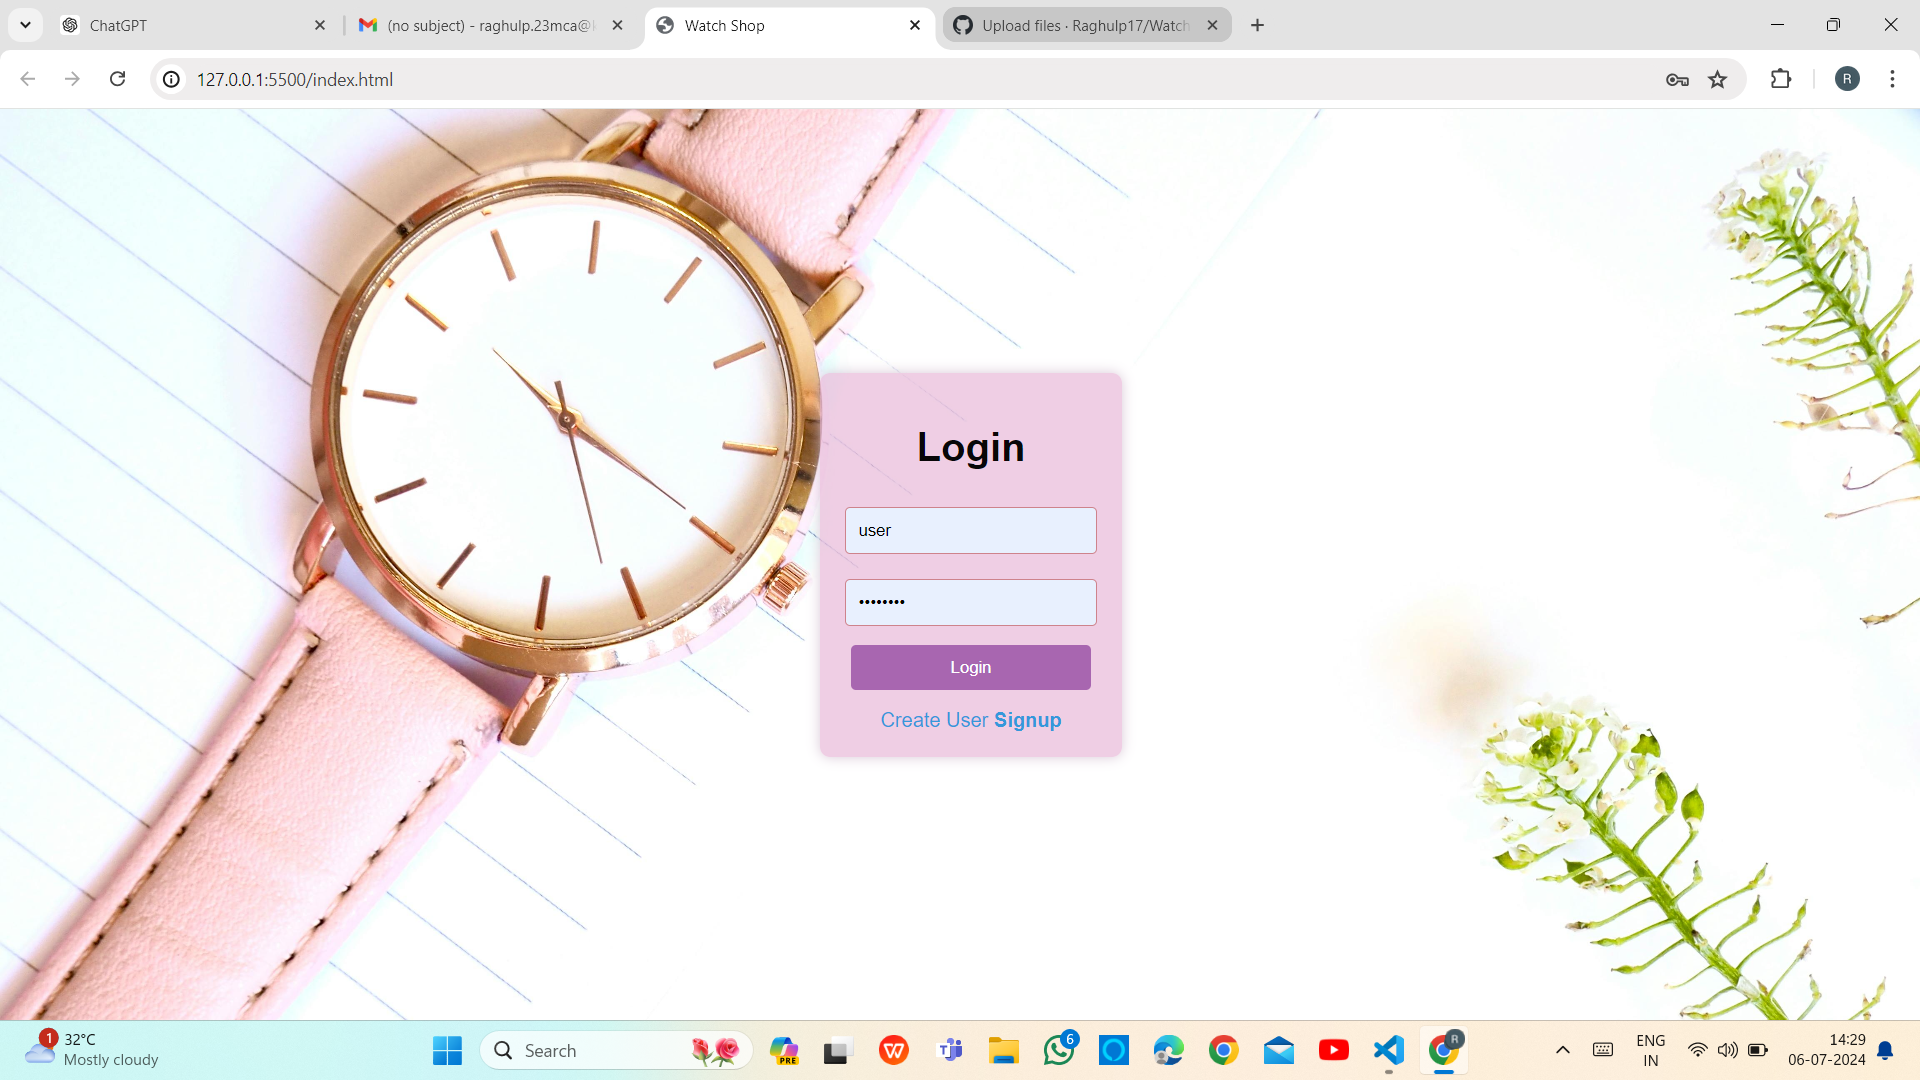 ChatGPT
(no subject) - raghulp.23mca@
Watch Shop
Upload files · Raghulp17/Watch
127.0.0.1:5500/index.html
R
Login
user
••••••••
Login
Create User Signup
1
32°C
Mostly cloudy
Search
PRE
6
R
ENG
IN
14:29
06-07-2024